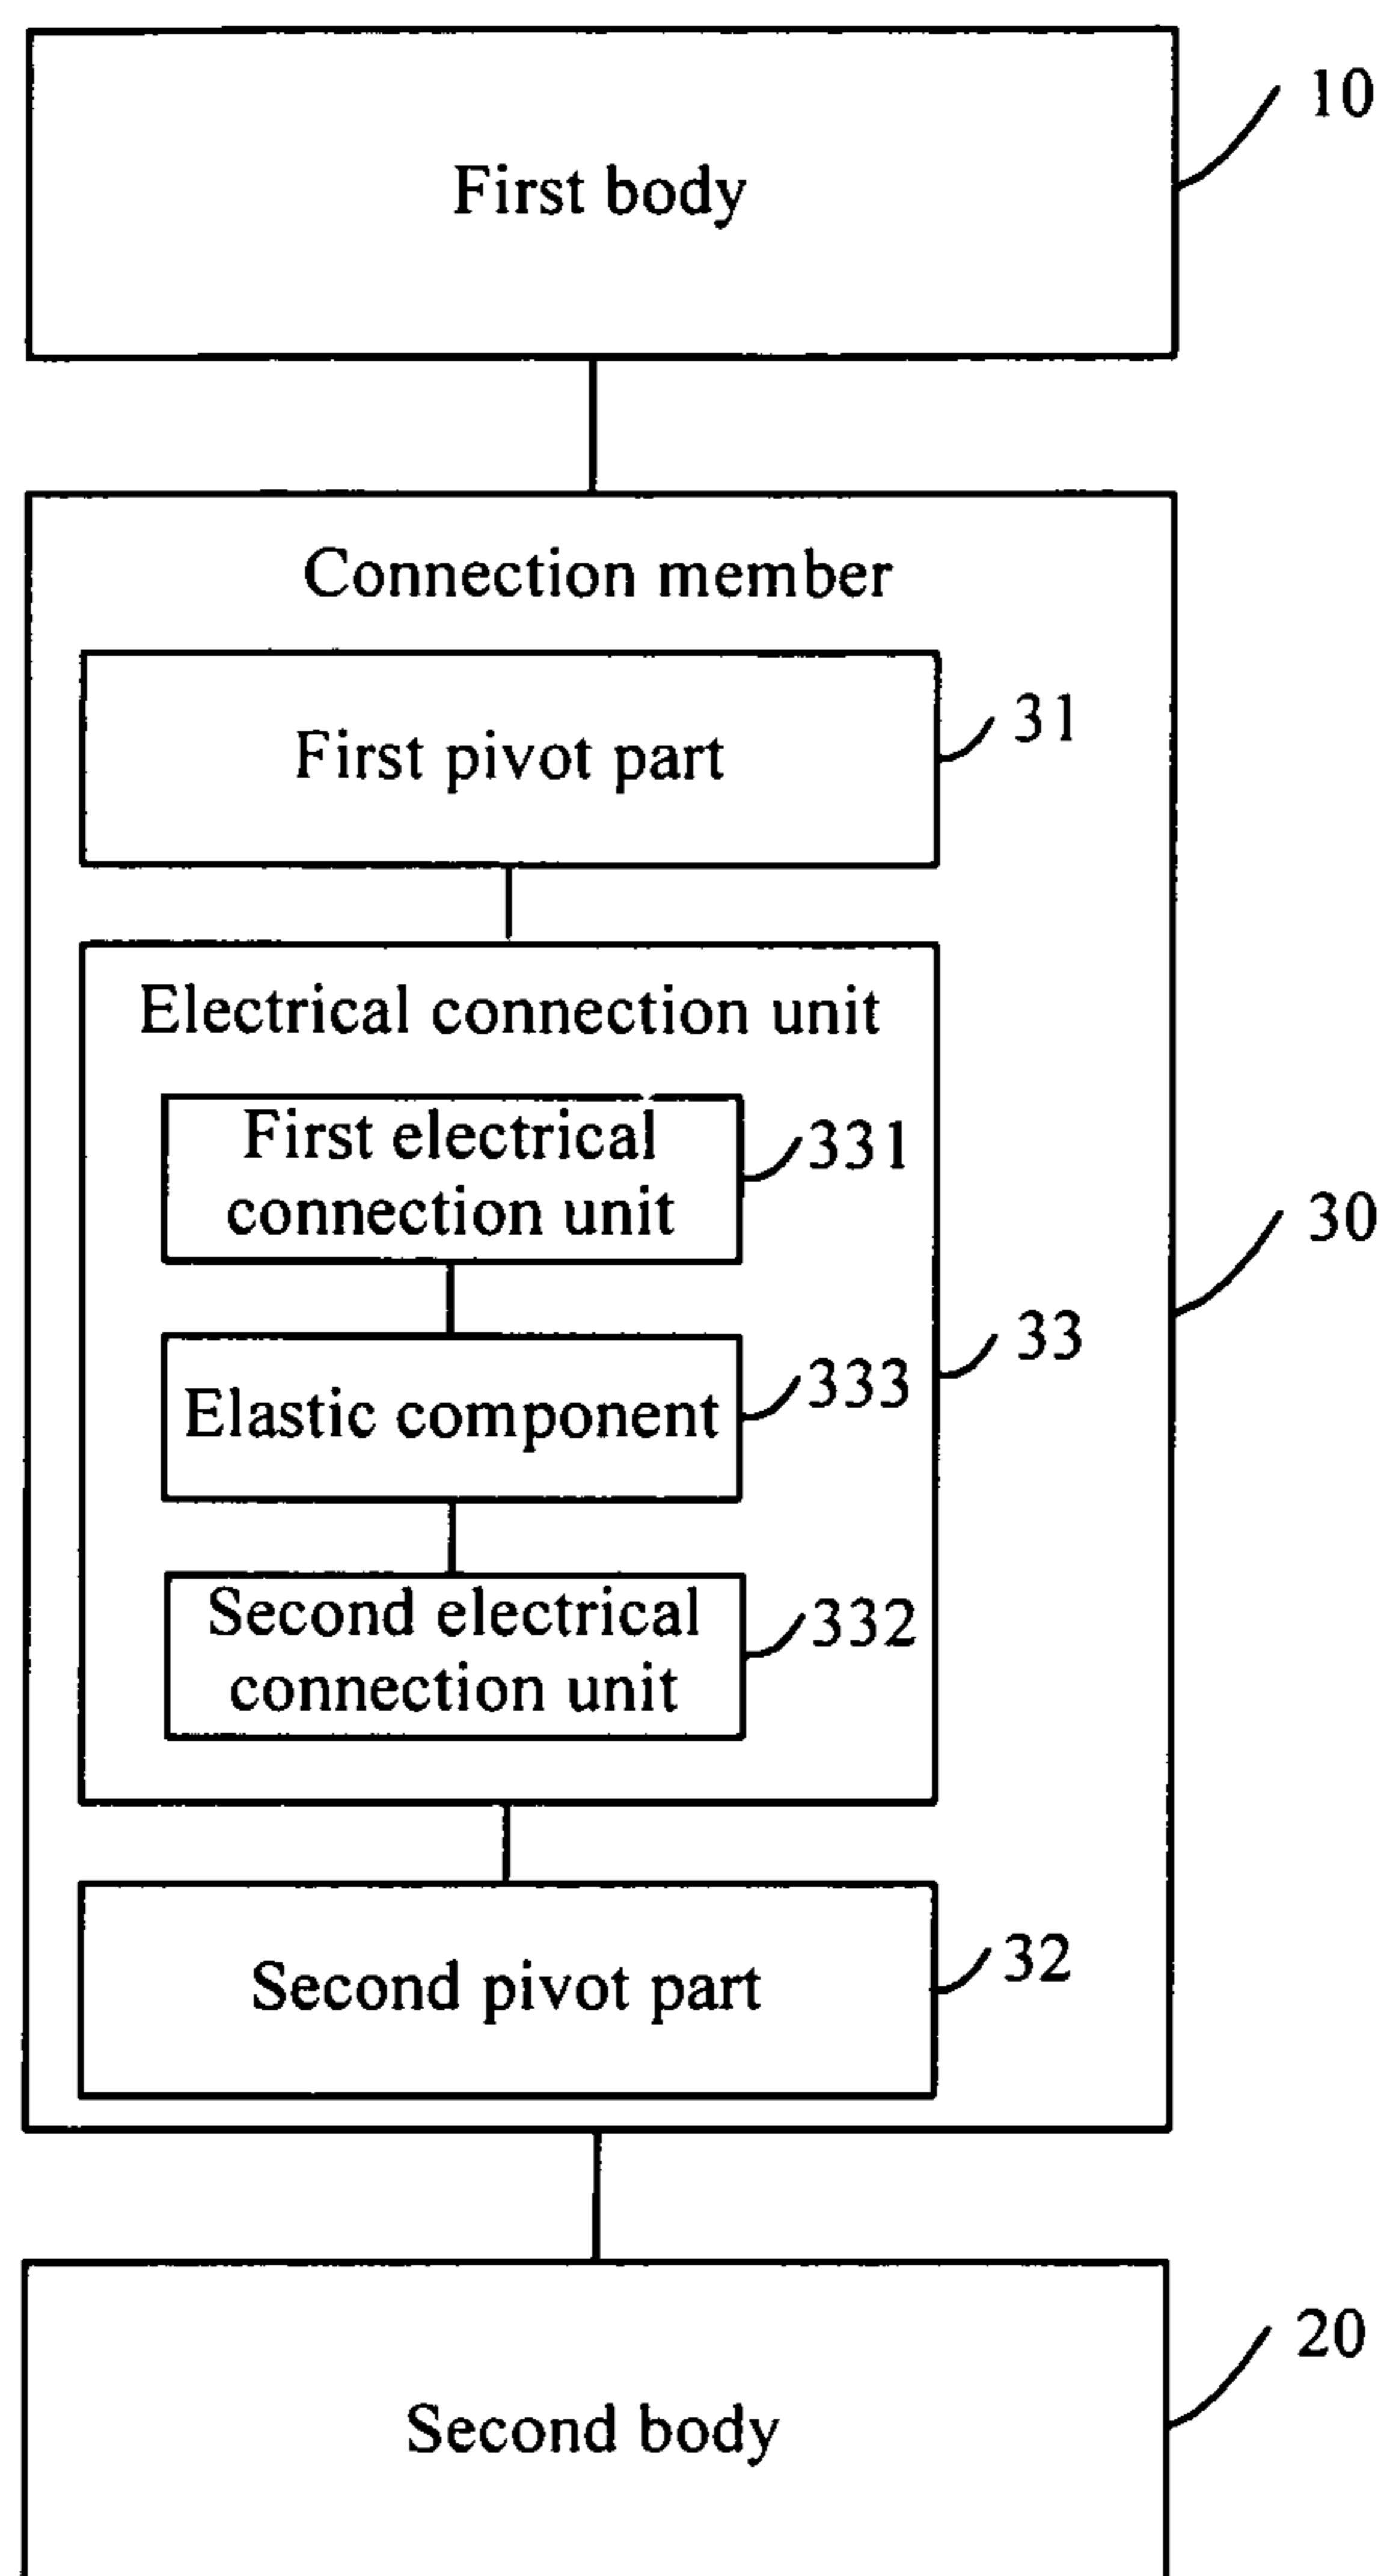 First body
10
Connection member
First pivot part
31
Electrical connection unit
First electrical
connection unit
331
30
33
Elastic component
333
Second electrical
connection unit
332
Second pivot part
32
Second body
20